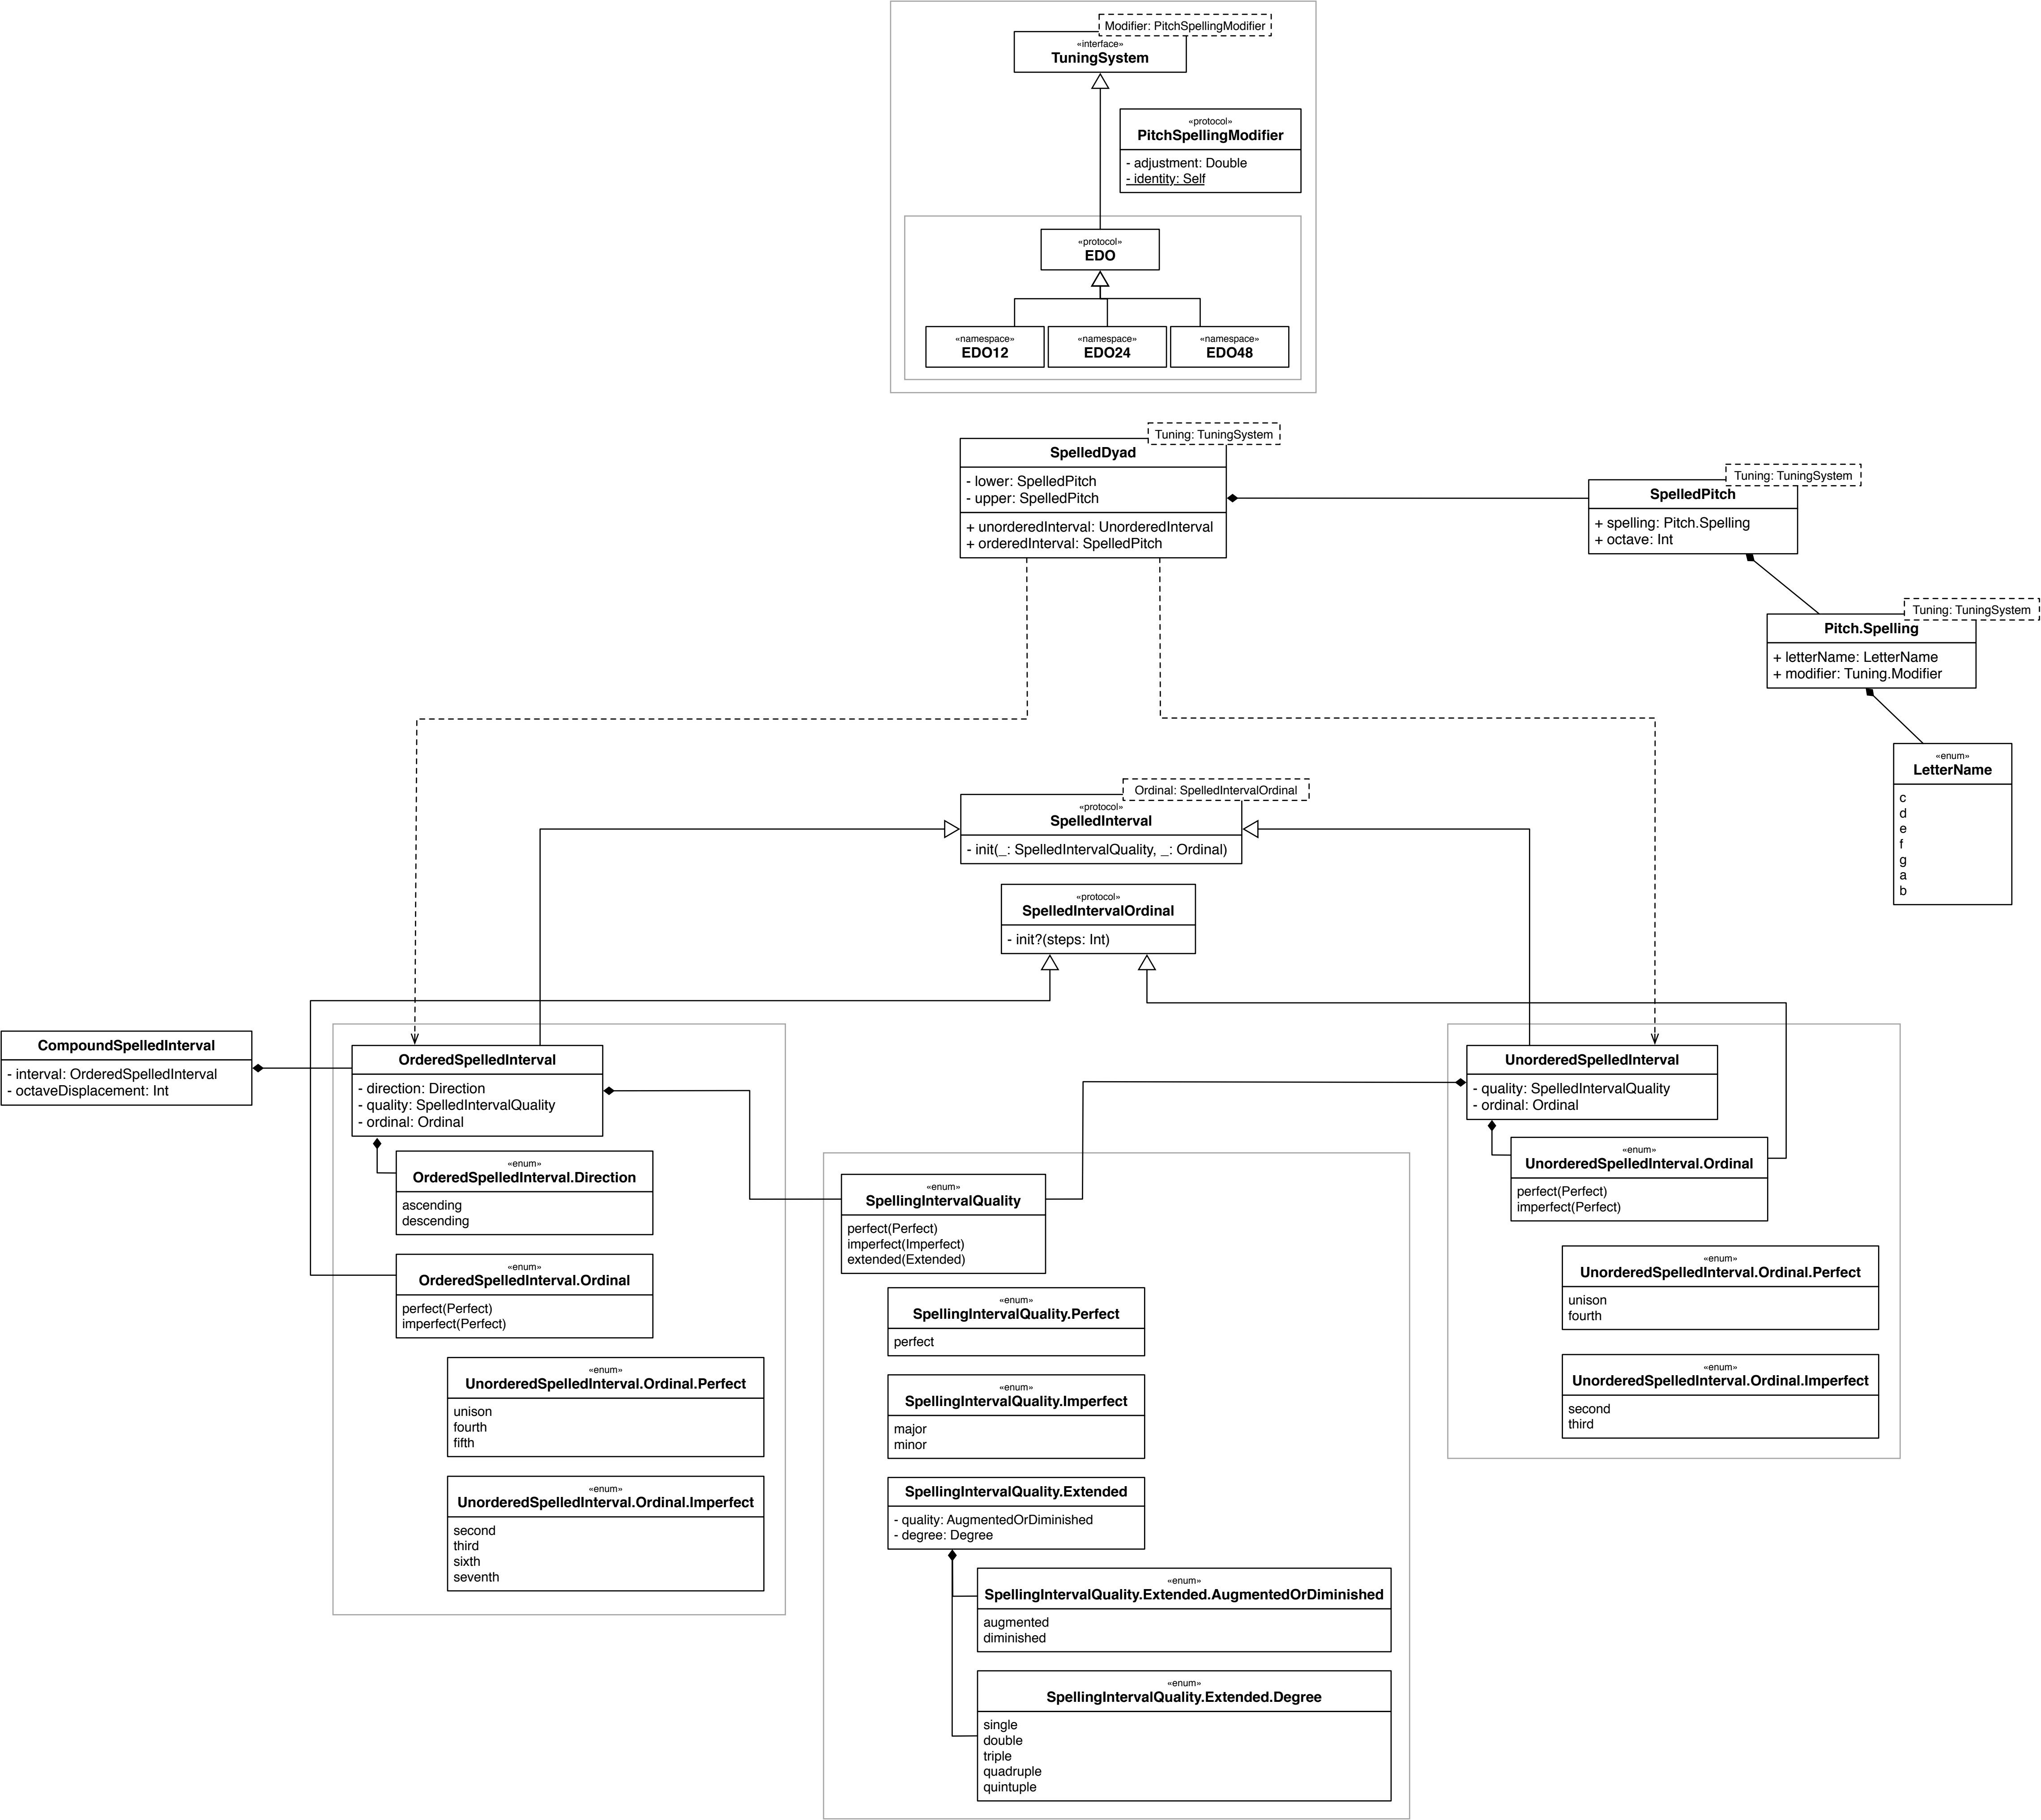 Modifier: PitchSpellingModifier
«interface»
TuningSystem
«protocol»
PitchSpellingModifier
- adjustment: Double
- identity: Self
«protocol»
EDO
«namespace»
EDO12
«namespace»
EDO24
«namespace»
EDO48
Tuning: TuningSystem
SpelledDyad
- lower: SpelledPitch
- upper: SpelledPitch
+ unorderedInterval: UnorderedInterval
+ orderedInterval: SpelledPitch
Tuning: TuningSystem
SpelledPitch
+ spelling: Pitch.Spelling
+ octave: Int
Tuning: TuningSystem
Pitch.Spelling
+ letterName: LetterName
+ modifier: Tuning.Modifier
«enum»
LetterName
c
d
e
f
g
a
b
Ordinal: SpelledIntervalOrdinal
«protocol»
SpelledInterval
- init(_: SpelledIntervalQuality, _: Ordinal)
«protocol»
SpelledIntervalOrdinal
- init?(steps: Int)
CompoundSpelledInterval
- interval: OrderedSpelledInterval
- octaveDisplacement: Int
OrderedSpelledInterval
- direction: Direction
- quality: SpelledIntervalQuality
- ordinal: Ordinal
«enum»
OrderedSpelledInterval.Direction
ascending
descending
«enum»
OrderedSpelledInterval.Ordinal
perfect(Perfect)
imperfect(Perfect)
«enum»
UnorderedSpelledInterval.Ordinal.Perfect
unison
fourth
fifth
«enum»
UnorderedSpelledInterval.Ordinal.Imperfect
second
third
sixth
seventh
«enum»
SpellingIntervalQuality
perfect(Perfect)
imperfect(Imperfect)
extended(Extended)
«enum»
SpellingIntervalQuality.Perfect
perfect
«enum»
SpellingIntervalQuality.Imperfect
major
minor
SpellingIntervalQuality.Extended
- quality: AugmentedOrDiminished
- degree: Degree
«enum»
SpellingIntervalQuality.Extended.AugmentedOrDiminished
augmented
diminished
«enum»
SpellingIntervalQuality.Extended.Degree
single
double
triple
quadruple
quintuple
UnorderedSpelledInterval
- quality: SpelledIntervalQuality
- ordinal: Ordinal
«enum»
UnorderedSpelledInterval.Ordinal
perfect(Perfect)
imperfect(Perfect)
«enum»
UnorderedSpelledInterval.Ordinal.Perfect
unison
fourth
«enum»
UnorderedSpelledInterval.Ordinal.Imperfect
second
third